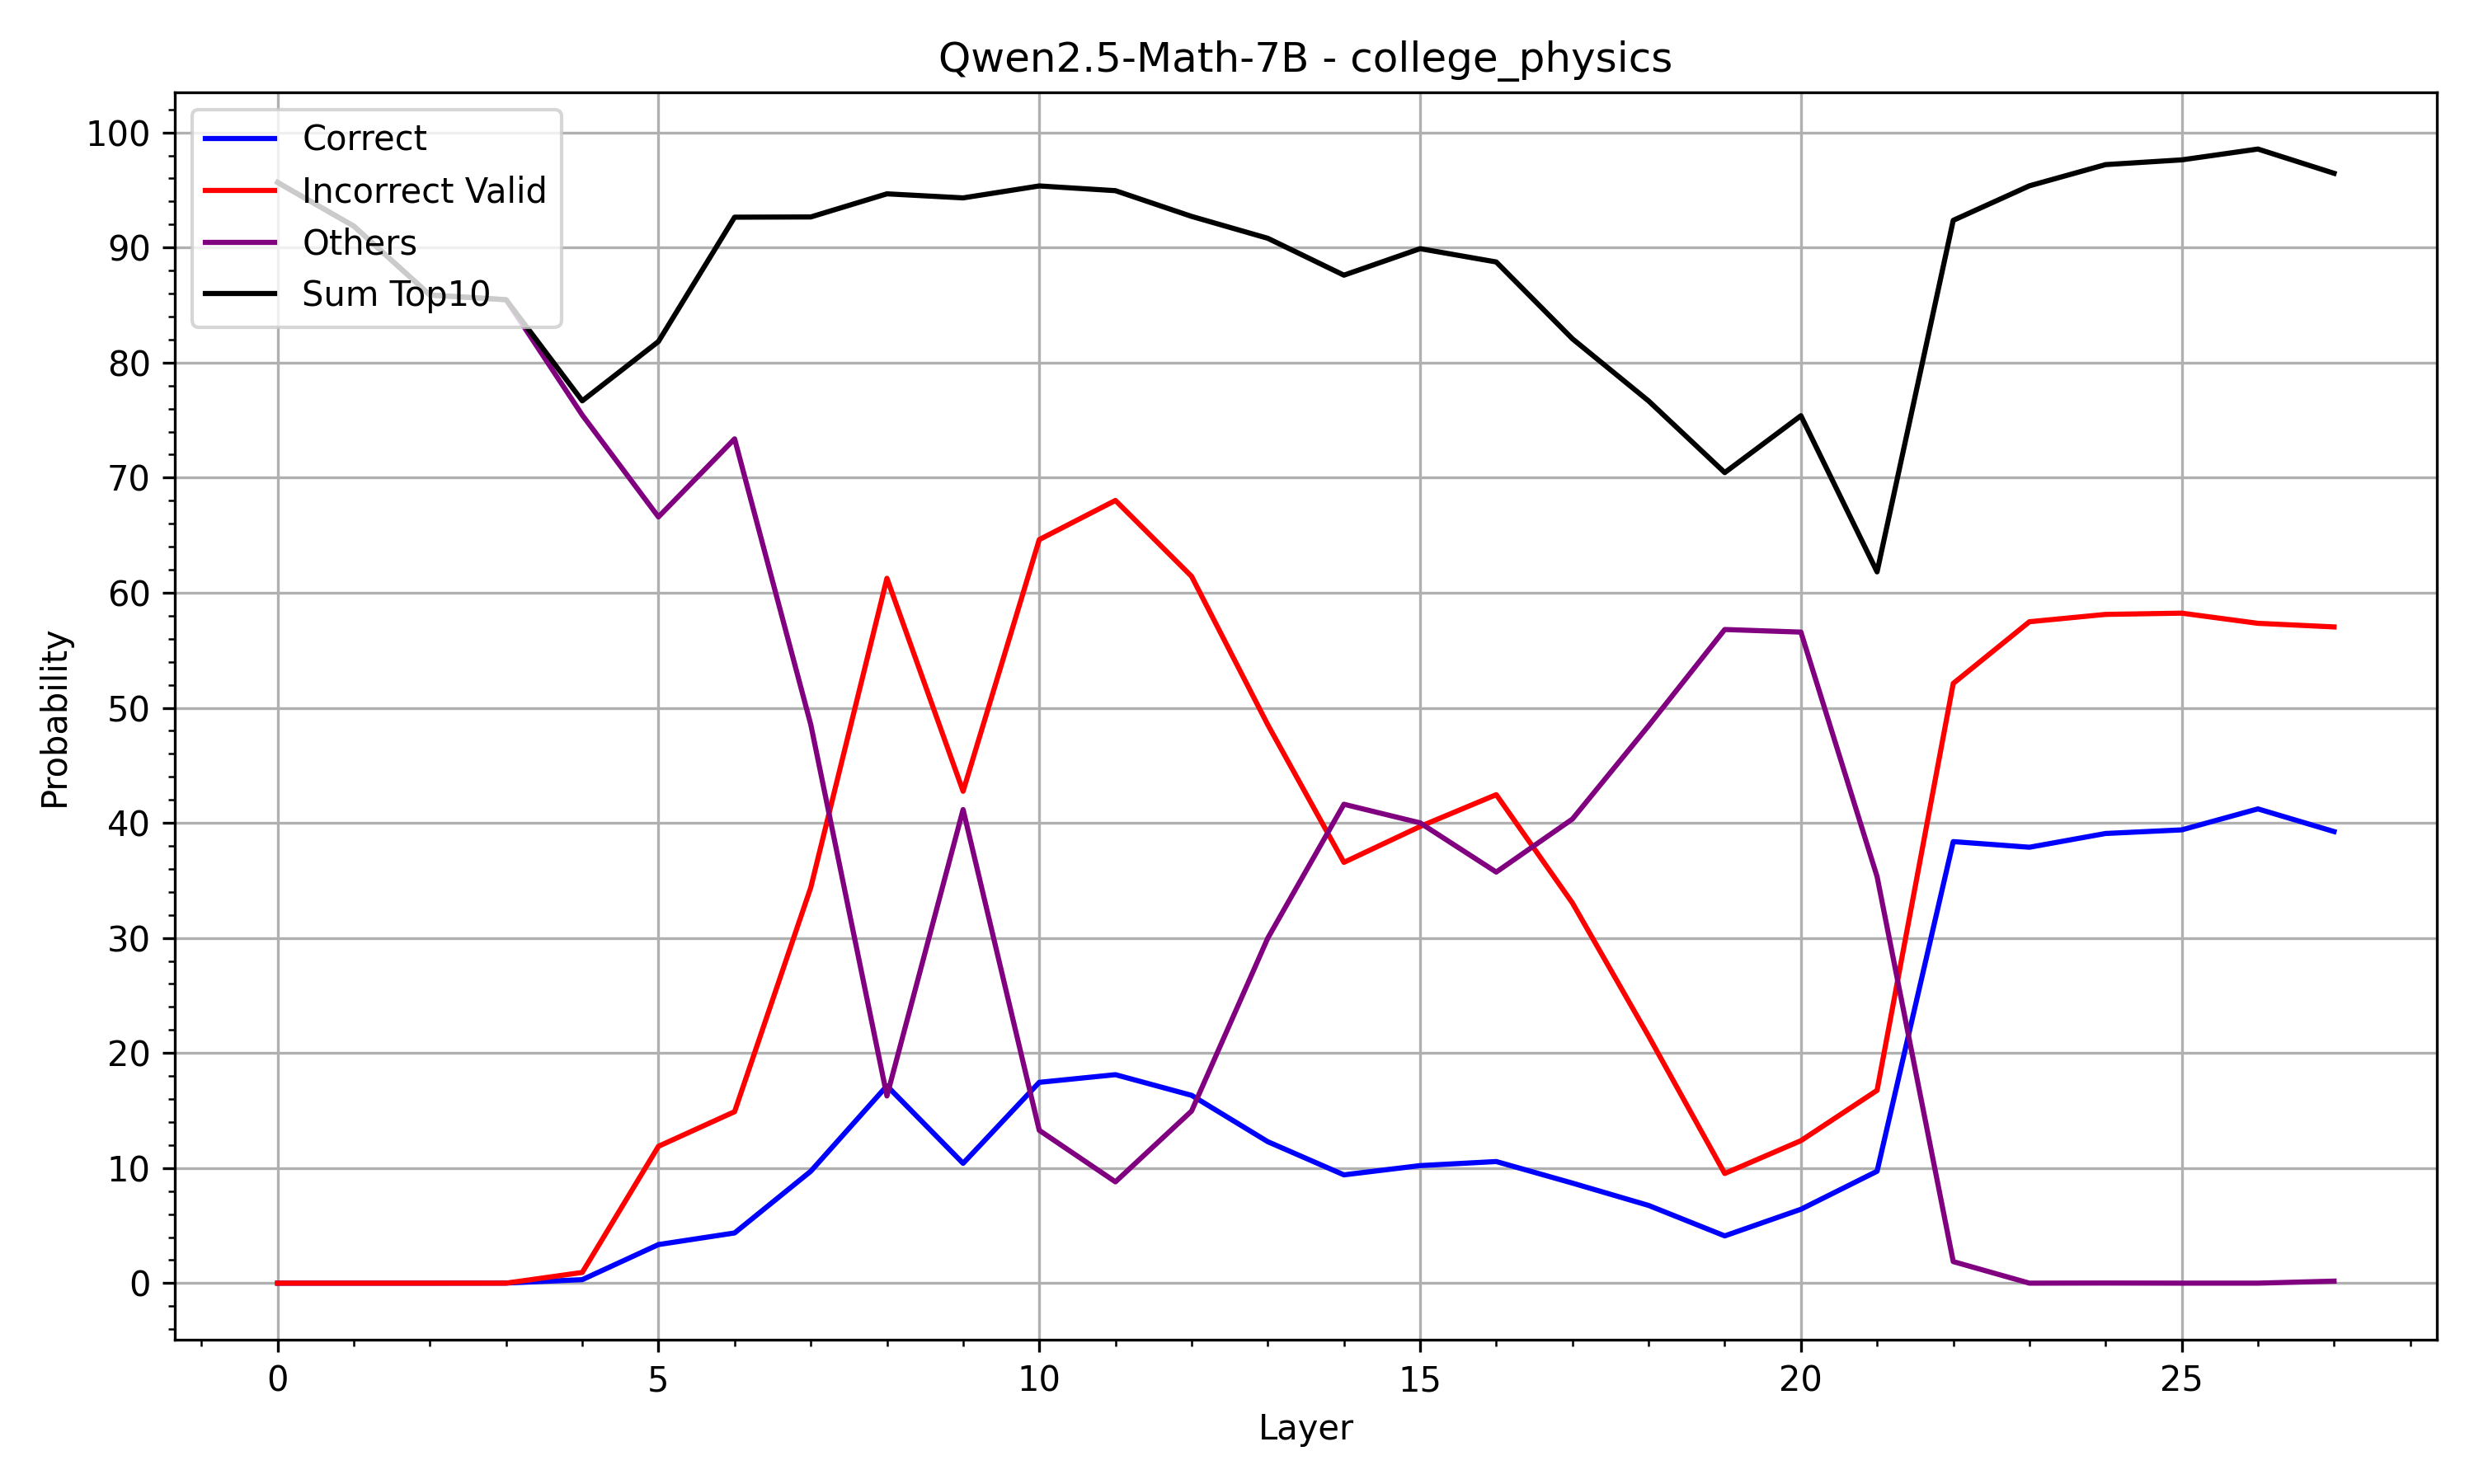 Qwen2.5-Math-7B - college_physics
Correct
Incorrect Valid
Others
Sum Top10
100
90
80
70
60
50
40
30
20
10
0
Probability
0 5 10 15 20 25
Layer